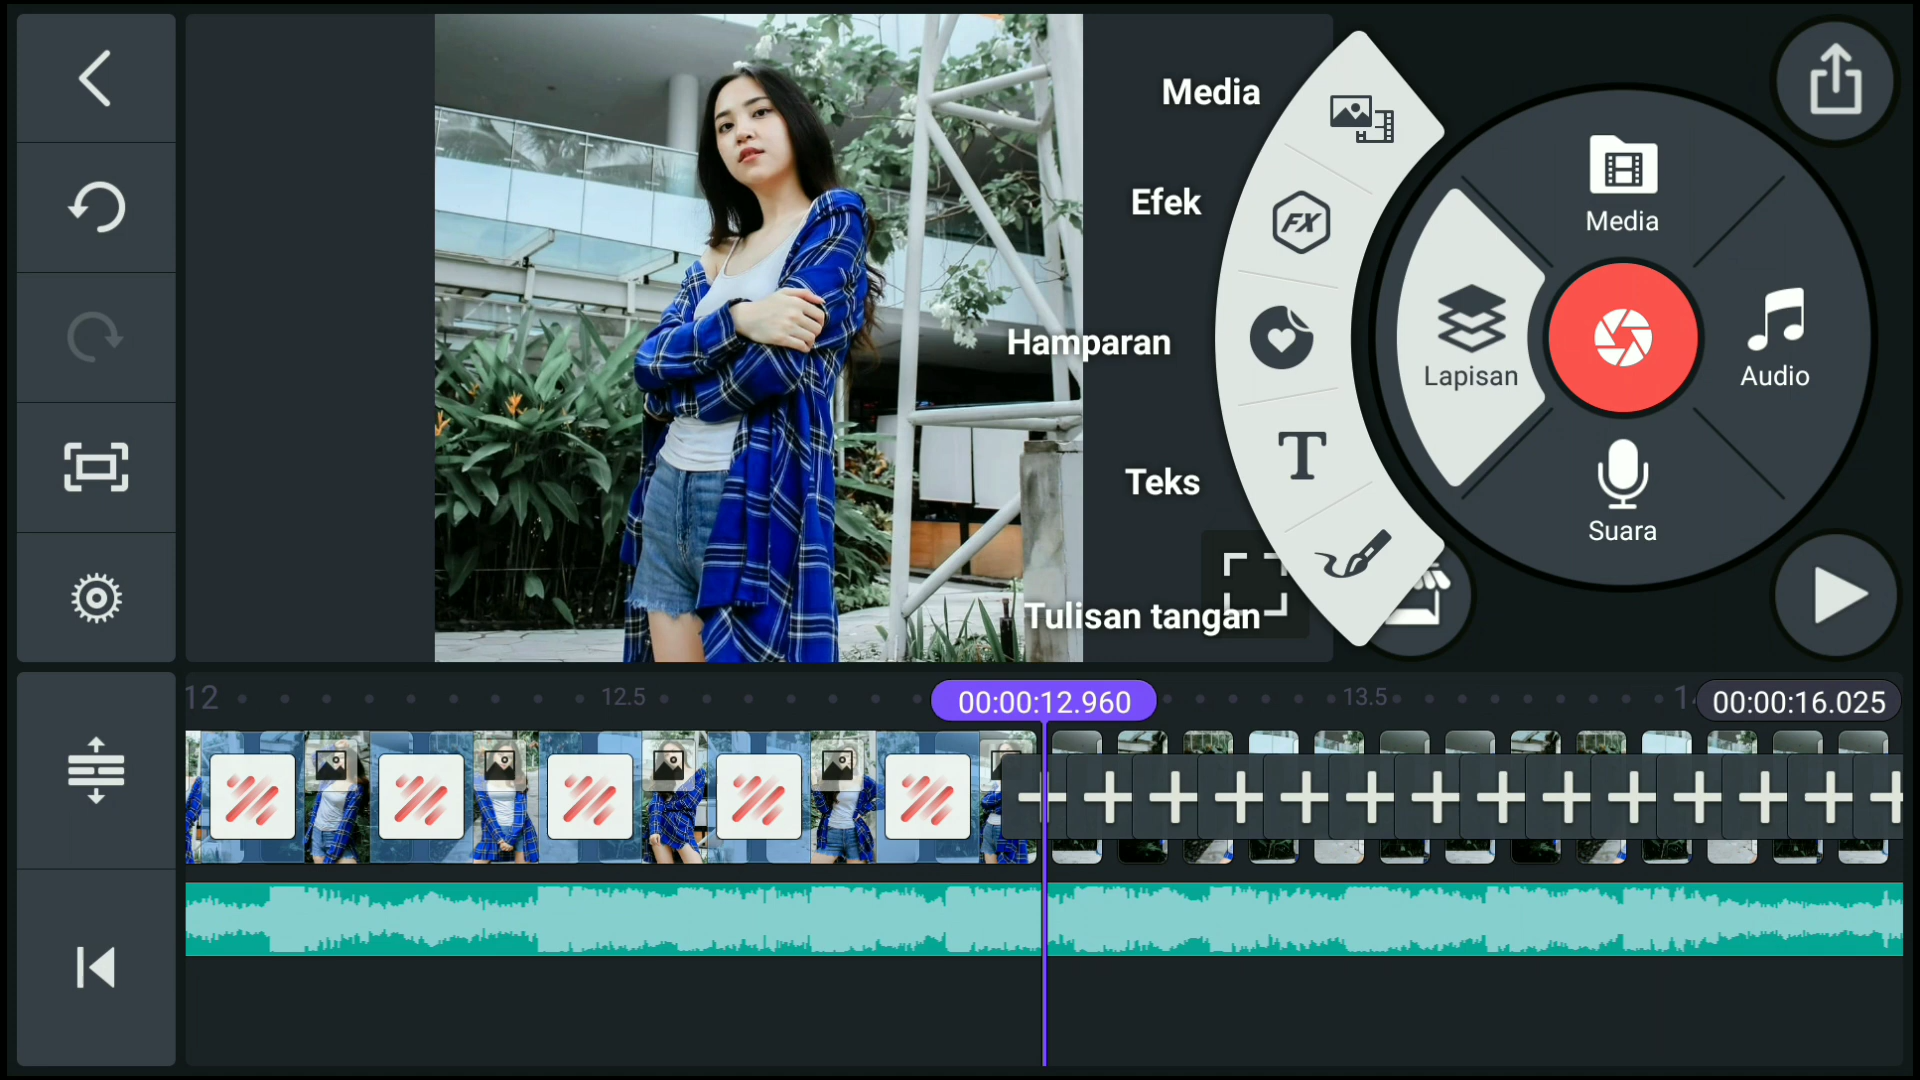 Media
Efek
Hamparan
Teks
Tulisan tangan
FX
T
Media
Lapisan
Audio
Suara
12
12.5
00:00:12.960
13.5
00:00:16.025